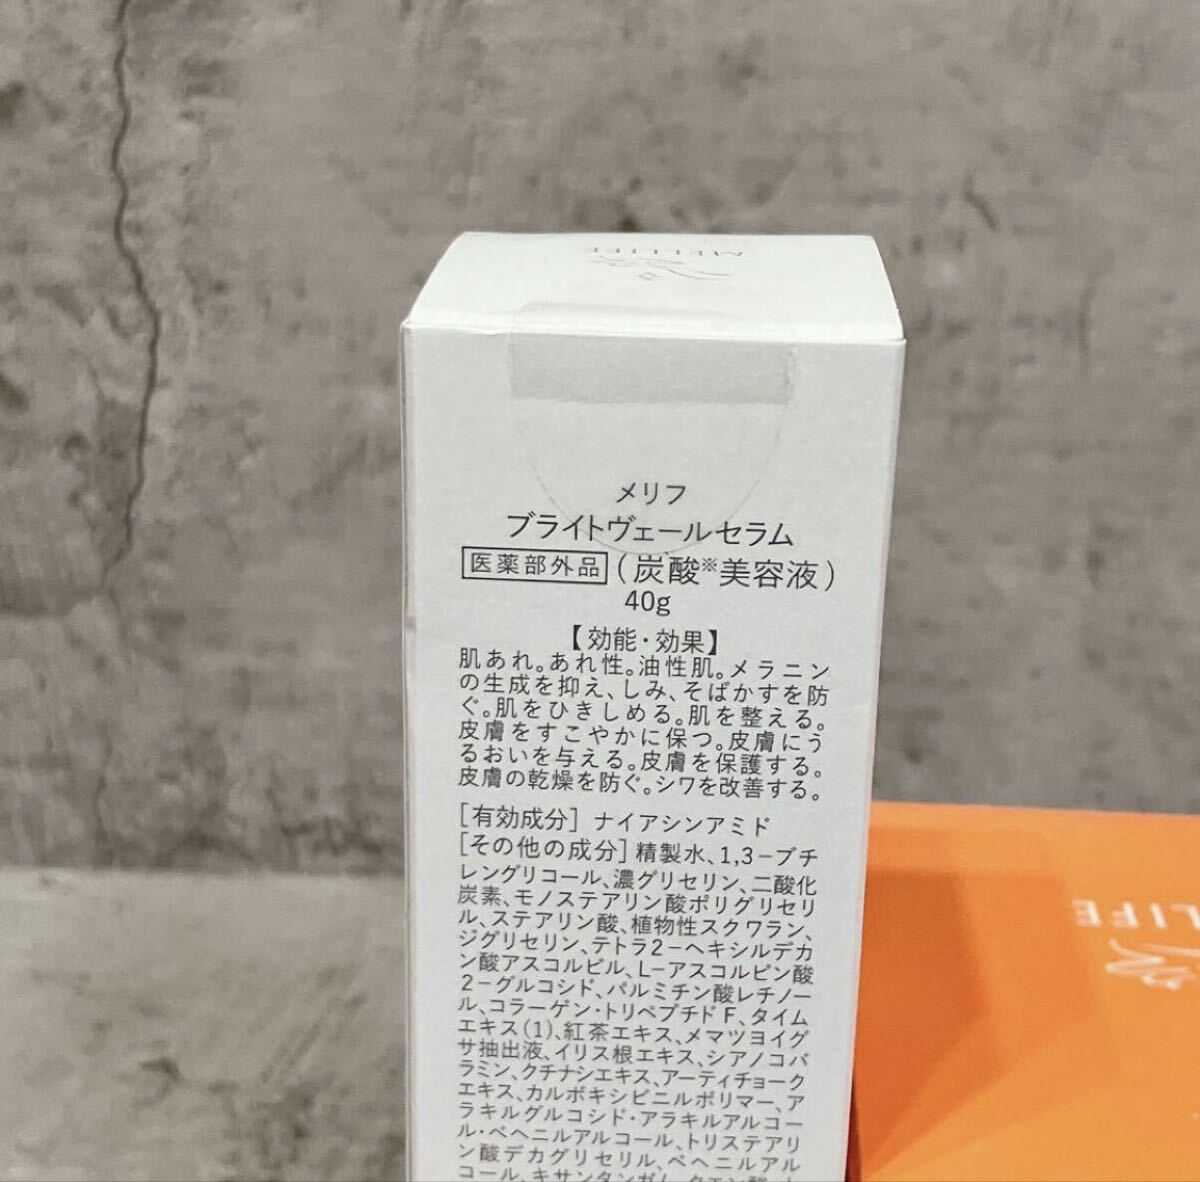 MELLIFE
メリフ
ブライトヴェールセラム
医薬部外品 (炭酸※美容液)
40g
【効能・効果】
肌あれ。あれ性。油性肌。メラニン
の生成を抑え、しみ、そばかすを防
ぐ。肌をひきしめる。肌を整える。
皮膚をすこやかに保つ。皮膚にう
るおいを与える。皮膚を保護する。
皮膚の乾燥を防ぐ。シワを改善する。
[有効成分] ナイアシンアミド
[その他の成分] 精製水、1,3-ブチ
レングリコール、濃グリセリン、二酸化
炭素、モノステアリン酸ポリグリセリ
ル、ステアリン酸、植物性スクワラン、
ジグリセリン、テトラ2-ヘキシルデカ
ン酸アスコルビル、L-アスコルビン酸
2-グルコシド、パルミチン酸レチノー
ル、コラーゲン・トリペプチド F、タイム
エキス(1)、紅茶エキス、メマツヨイグ
サ抽出液、イリス根エキス、シアノコバ
ラミン、クチナシエキス、アーティチョーク
エキス、カルボキシビニルポリマー、ア
ラキルグルコシド・アラキルアルコー
ル・ベヘニルアルコール、トリステアリ
ン酸デカグリセリル、ベヘニルアル
コール、キサンタンガム、クエン酸
LIFE